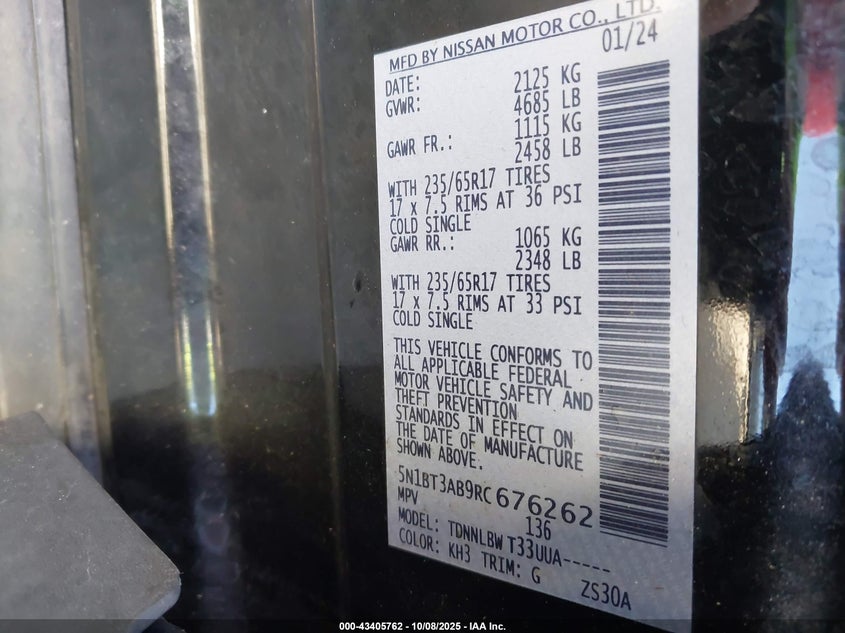 MFD BY NISSAN MOTOR CO., LTD.
DATE: 01/24
GVWR: 2125 KG
4685 LB
GAWR FR.: 1115 KG
2458 LB
WITH 235/65R17 TIRES
17 x 7.5 RIMS AT 36 PSI
COLD SINGLE
GAWR RR.: 1065 KG
2348 LB
WITH 235/65R17 TIRES
17 x 7.5 RIMS AT 33 PSI
COLD SINGLE
THIS VEHICLE CONFORMS TO
ALL APPLICABLE FEDERAL
MOTOR VEHICLE SAFETY AND
THEFT PREVENTION
STANDARDS IN EFFECT ON
THE DATE OF MANUFACTURE
SHOWN ABOVE.
5N1BT3AB9RC676262
MPV 136
MODEL: TDNNLBW T33UUA-----
COLOR: KH3 TRIM: G ZS30A
000-43405762 - 10/08/2025 - IAA Inc.